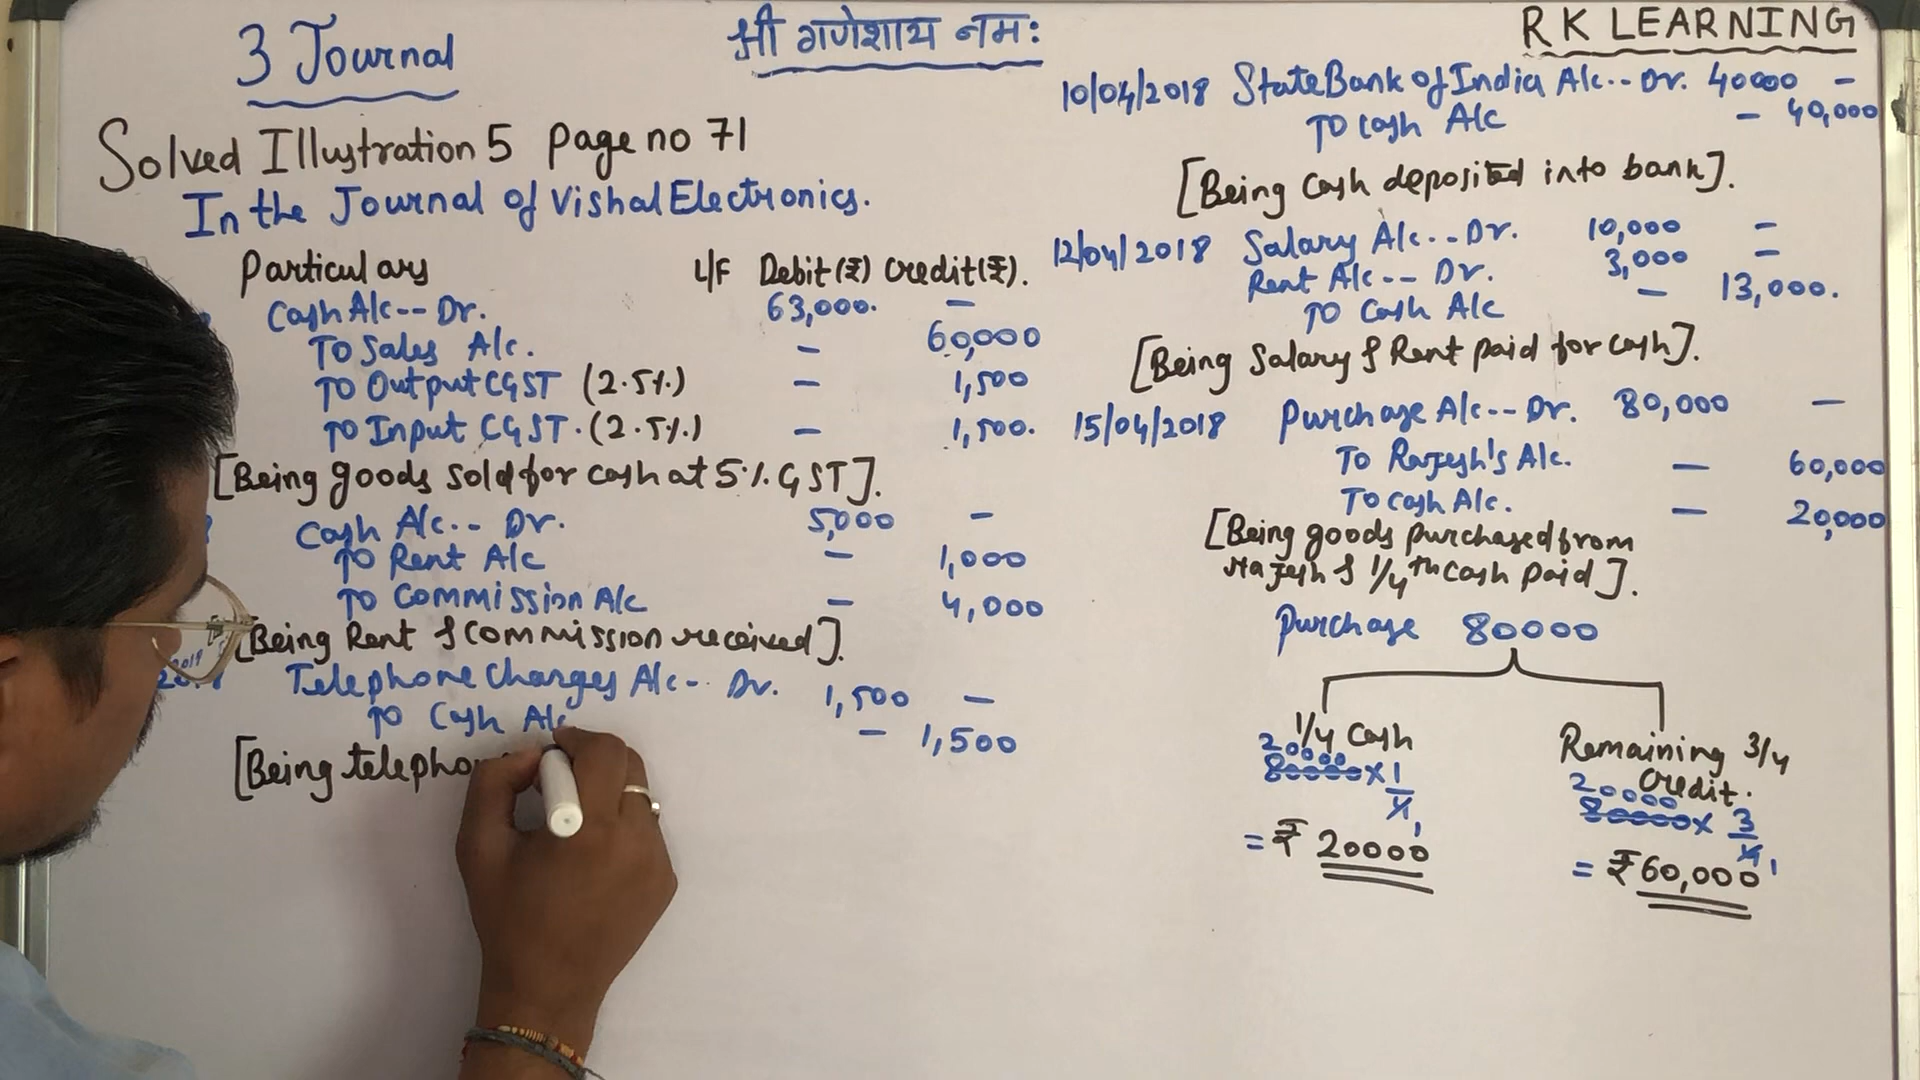 3 Journal
श्री गणेशाय नमः
R K LEARNING
Solved Illustration 5 page no 71
In the Journal of Vishal Electronics.
Particulars L/F Debit (₹) credit (₹).
Cash A/c -- Dr. 63,000. -
To Sales A/c. - 60,000
To Output CGST (2.5%) - 1,500
To Input CGST. (2.5%) - 1,500.
[Being goods sold for cash at 5% GST].
Cash A/c -- Dr. 5,000 -
To Rent A/c - 1,000
To Commission A/c - 4,000
[Being Rent & Commission received].
Telephone Charges A/c -- Dr. 1,500 -
To Cash A/c - 1,500
[Being telepho
10/04/2018 State Bank of India A/c -- Dr. 40000 -
To Cash A/c - 40,000
[Being Cash deposited into bank].
12/04/2018 Salary A/c -- Dr. 10,000 -
Rent A/c -- Dr. 3,000 -
To Cash A/c - 13,000.
[Being Salary & Rent paid for cash].
15/04/2018 Purchase A/c -- Dr. 80,000 -
To Rajesh's A/c. - 60,000
To cash A/c. - 20,000
[Being goods purchased from
Rajesh & 1/4th cash paid].
Purchase 80000
1/4 Cash
20000
80000 x 1/4 1
= ₹ 20000
Remaining 3/4
Credit.
20000
80000 x 3/4 1
= ₹ 60,000